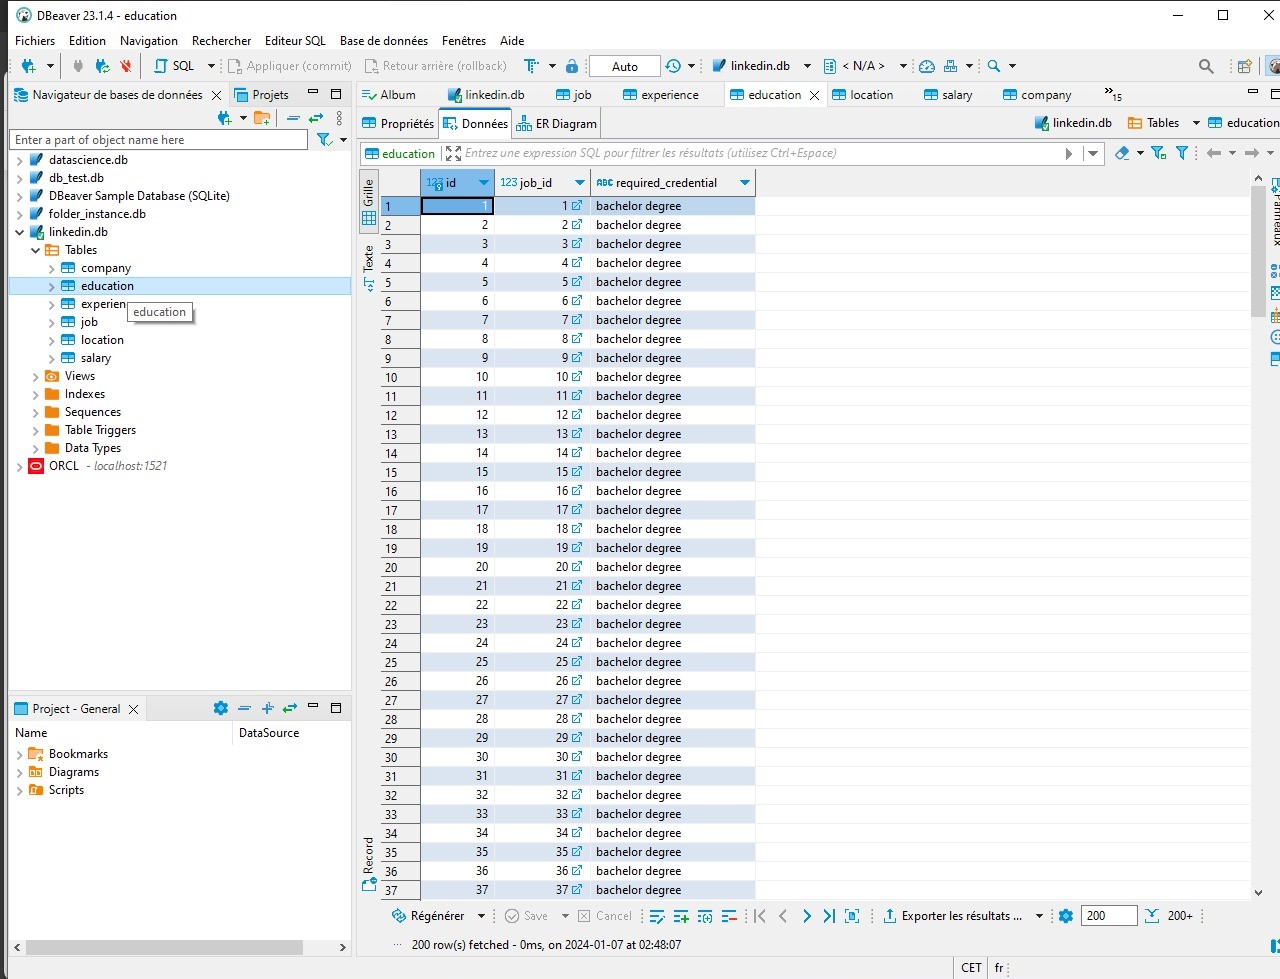 DBeaver 23.1.4 - education
Fichiers Edition Navigation Rechercher Editeur SQL Base de données Fenêtres Aide
SQL Appliquer (commit) Retour arrière (rollback) Auto linkedin.db < N/A >
Navigateur de bases de données Projets
Album linkedin.db job experience education location salary company »15
Propriétés Données ER Diagram linkedin.db Tables education
Enter a part of object name here
education Entrez une expression SQL pour filtrer les résultats (utilisez Ctrl+Espace)
datascience.db
db_test.db
DBeaver Sample Database (SQLite)
folder_instance.db
linkedin.db
Tables
company
education
experien
education
job
location
salary
Views
Indexes
Sequences
Table Triggers
Data Types
ORCL - localhost:1521
Project - General
Name DataSource
Bookmarks
Diagrams
Scripts
Grille
Texte
Record
Panneaux
123 id 123 job_id ABC required_credential
1 1 1 bachelor degree
2 2 2 bachelor degree
3 3 3 bachelor degree
4 4 4 bachelor degree
5 5 5 bachelor degree
6 6 6 bachelor degree
7 7 7 bachelor degree
8 8 8 bachelor degree
9 9 9 bachelor degree
10 10 10 bachelor degree
11 11 11 bachelor degree
12 12 12 bachelor degree
13 13 13 bachelor degree
14 14 14 bachelor degree
15 15 15 bachelor degree
16 16 16 bachelor degree
17 17 17 bachelor degree
18 18 18 bachelor degree
19 19 19 bachelor degree
20 20 20 bachelor degree
21 21 21 bachelor degree
22 22 22 bachelor degree
23 23 23 bachelor degree
24 24 24 bachelor degree
25 25 25 bachelor degree
26 26 26 bachelor degree
27 27 27 bachelor degree
28 28 28 bachelor degree
29 29 29 bachelor degree
30 30 30 bachelor degree
31 31 31 bachelor degree
32 32 32 bachelor degree
33 33 33 bachelor degree
34 34 34 bachelor degree
35 35 35 bachelor degree
36 36 36 bachelor degree
37 37 37 bachelor degree
Régénérer Save Cancel Exporter les résultats ... 200 200+
200 row(s) fetched - 0ms, on 2024-01-07 at 02:48:07
CET fr